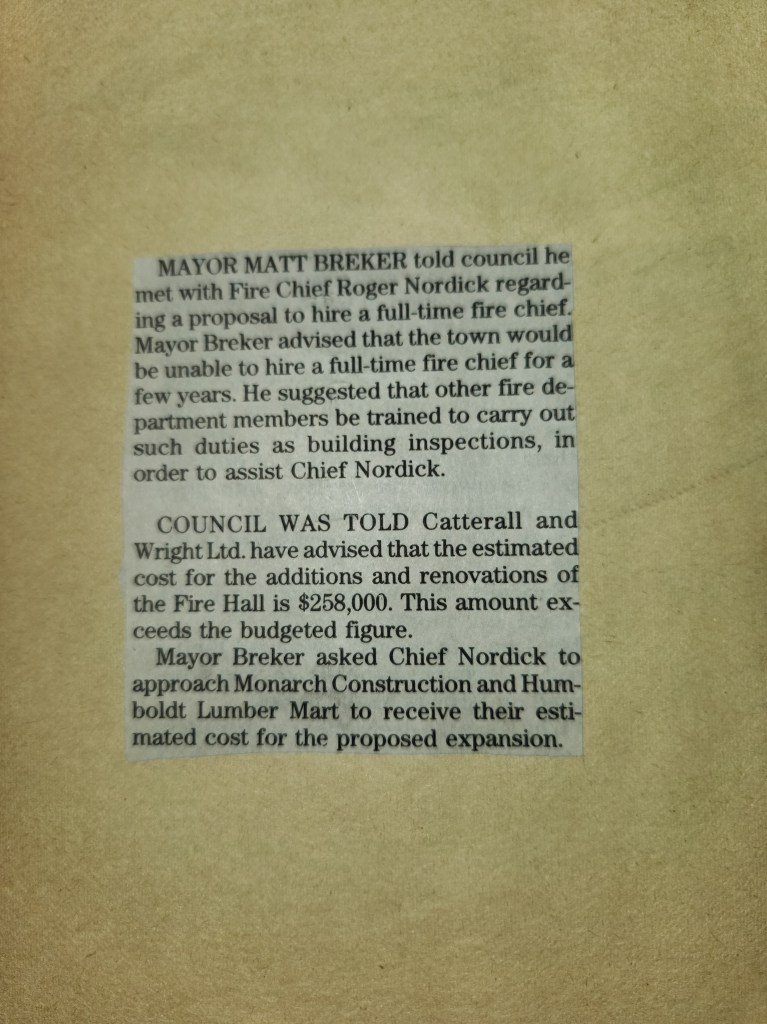 MAYOR MATT BREKER told council he
met with Fire Chief Roger Nordick regard-
ing a proposal to hire a full-time fire chief.
Mayor Breker advised that the town would
be unable to hire a full-time fire chief for a
few years. He suggested that other fire de-
partment members be trained to carry out
such duties as building inspections, in
order to assist Chief Nordick.
COUNCIL WAS TOLD Catterall and
Wright Ltd. have advised that the estimated
cost for the additions and renovations of
the Fire Hall is $258,000. This amount ex-
ceeds the budgeted figure.
Mayor Breker asked Chief Nordick to
approach Monarch Construction and Hum-
boldt Lumber Mart to receive their esti-
mated cost for the proposed expansion.